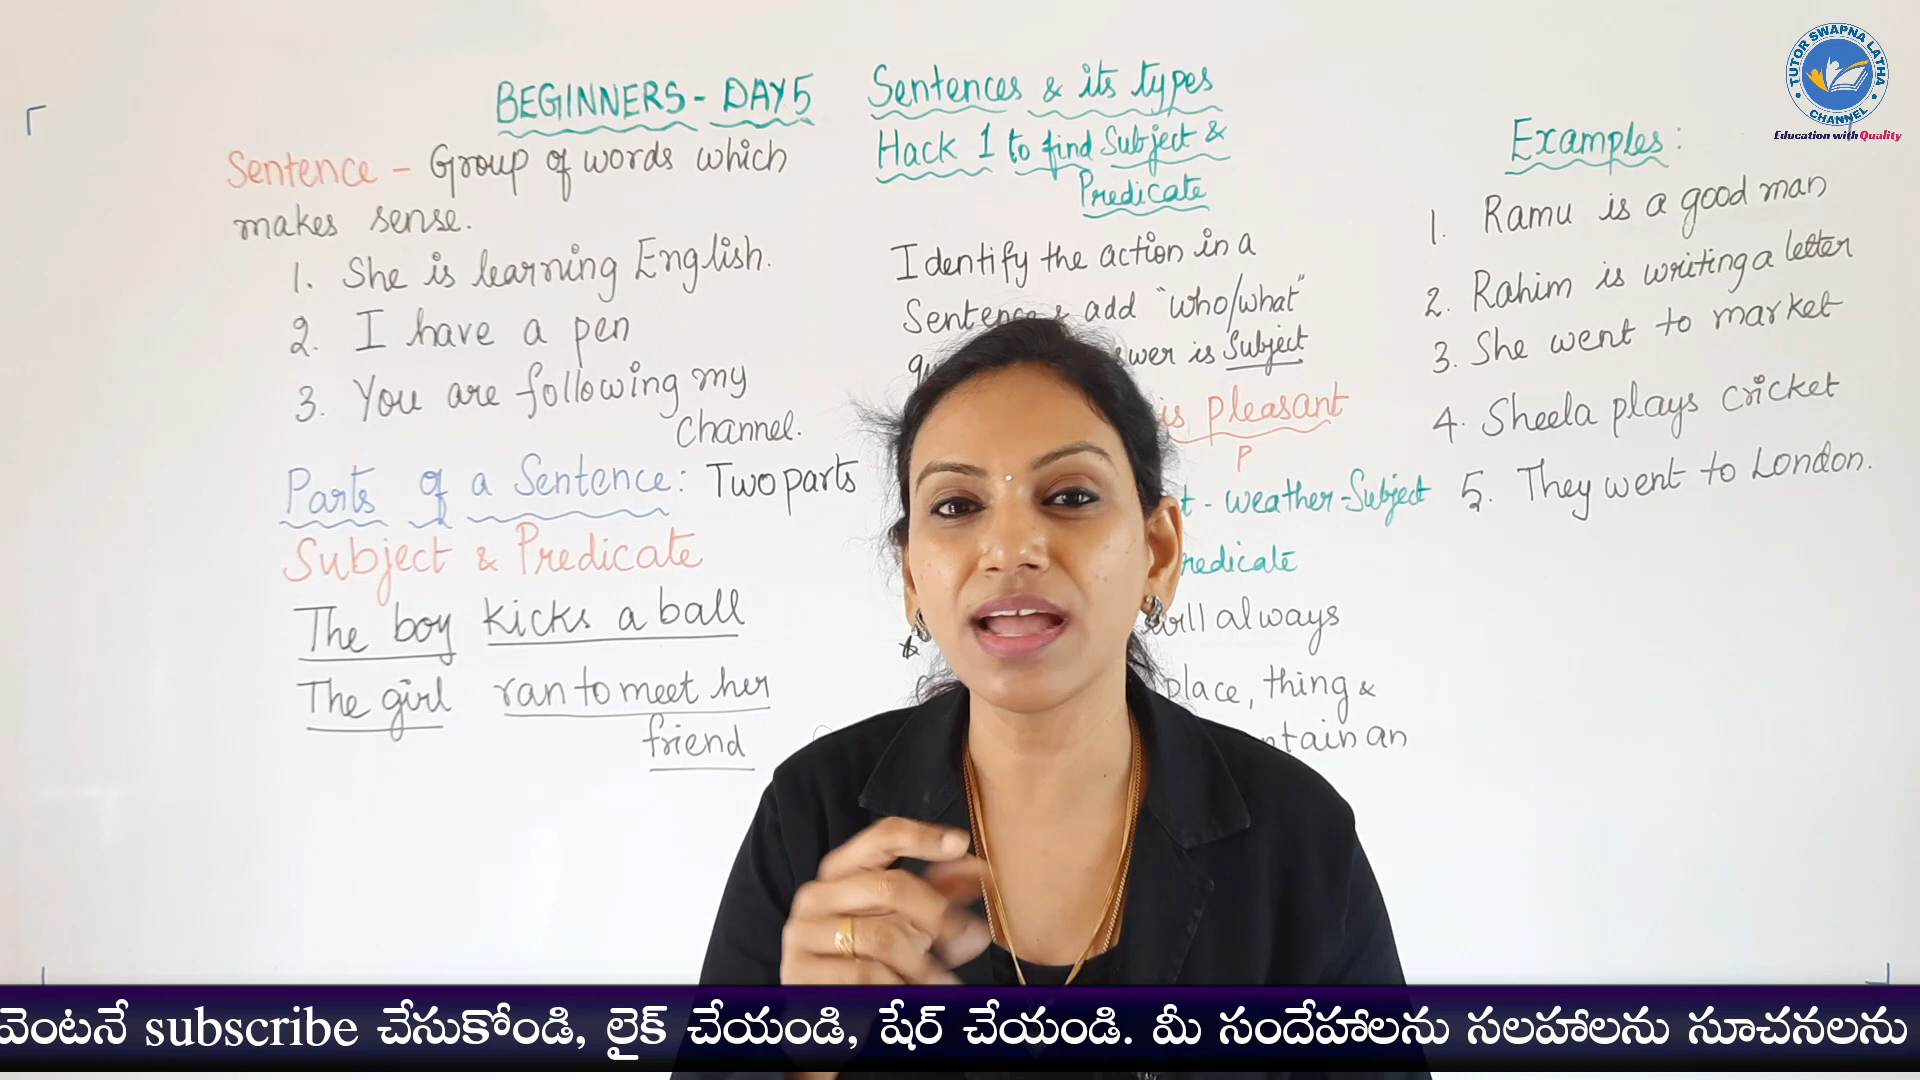 BEGINNERS - DAY 5
Sentence - Group of words which
makes sense.
1. She is learning English.
2. I have a pen
3. You are following my
Channel.
Parts of a Sentence: Two parts
Subject & Predicate
The boy kicks a ball
The girl ran to meet her
friend
Sentences & its types
Hack 1 to find Subject &
Predicate
Identify the action in a
Sentence & add "who/what"
is Subject
is pleasant
P
- weather - Subject
will always
place, thing &
an
Examples:
1. Ramu is a good man
2. Rahim is writing a letter
3. She went to market
4. Sheela plays cricket
5. They went to London.
TUTOR SWAPNA LATHA
CHANNEL
Education with Quality
వెంటనే subscribe చేసుకోండి, లైక్ చేయండి, షేర్ చేయండి. మీ సందేహాలను సలహాలను సూచనలను